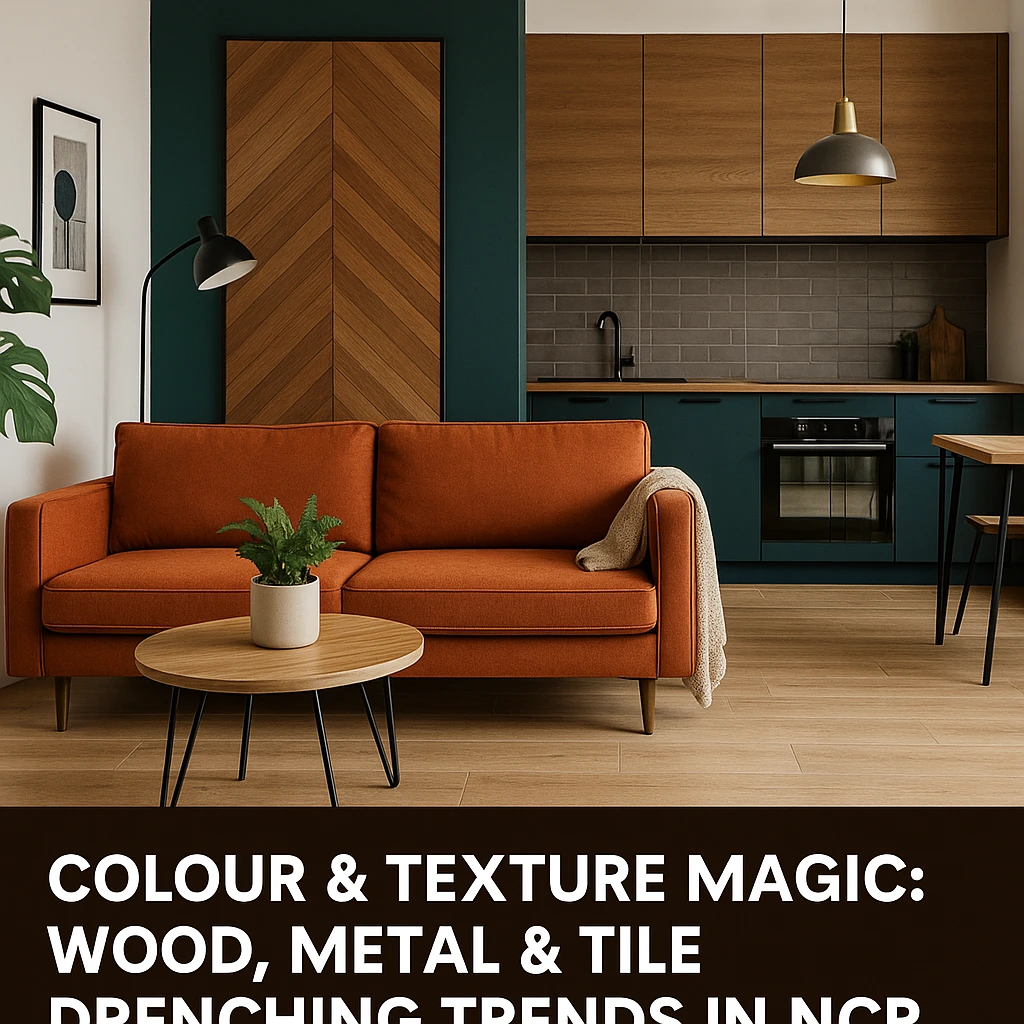 COLOUR & TEXTURE MAGIC:
WOOD, METAL & TILE
DRENCHING TRENDS IN NCR